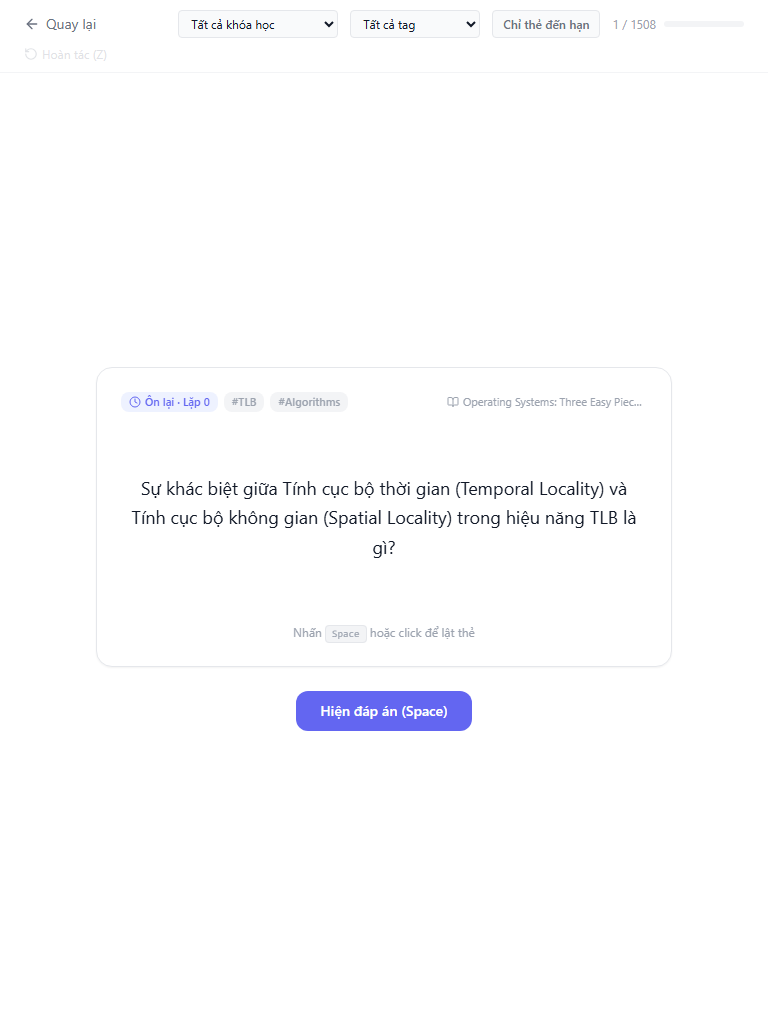 Quay lại
Tất cả khóa học
Tất cả tag
Chỉ thẻ đến hạn
1 / 1508
Hoàn tác (Z)
Ôn lại · Lặp 0
#TLB
#Algorithms
Operating Systems: Three Easy Piec...
Sự khác biệt giữa Tính cục bộ thời gian (Temporal Locality) và
Tính cục bộ không gian (Spatial Locality) trong hiệu năng TLB là
gì?
Nhấn Space hoặc click để lật thẻ
Hiện đáp án (Space)